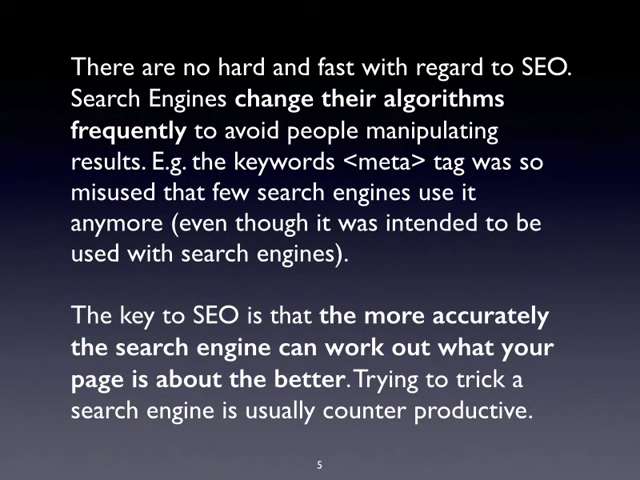 There are no hard and fast with regard to SEO.
Search Engines change their algorithms
frequently to avoid people manipulating
results. E.g. the keywords <meta> tag was so
misused that few search engines use it
anymore (even though it was intended to be
used with search engines).
The key to SEO is that the more accurately
the search engine can work out what your
page is about the better. Trying to trick a
search engine is usually counter productive.
5